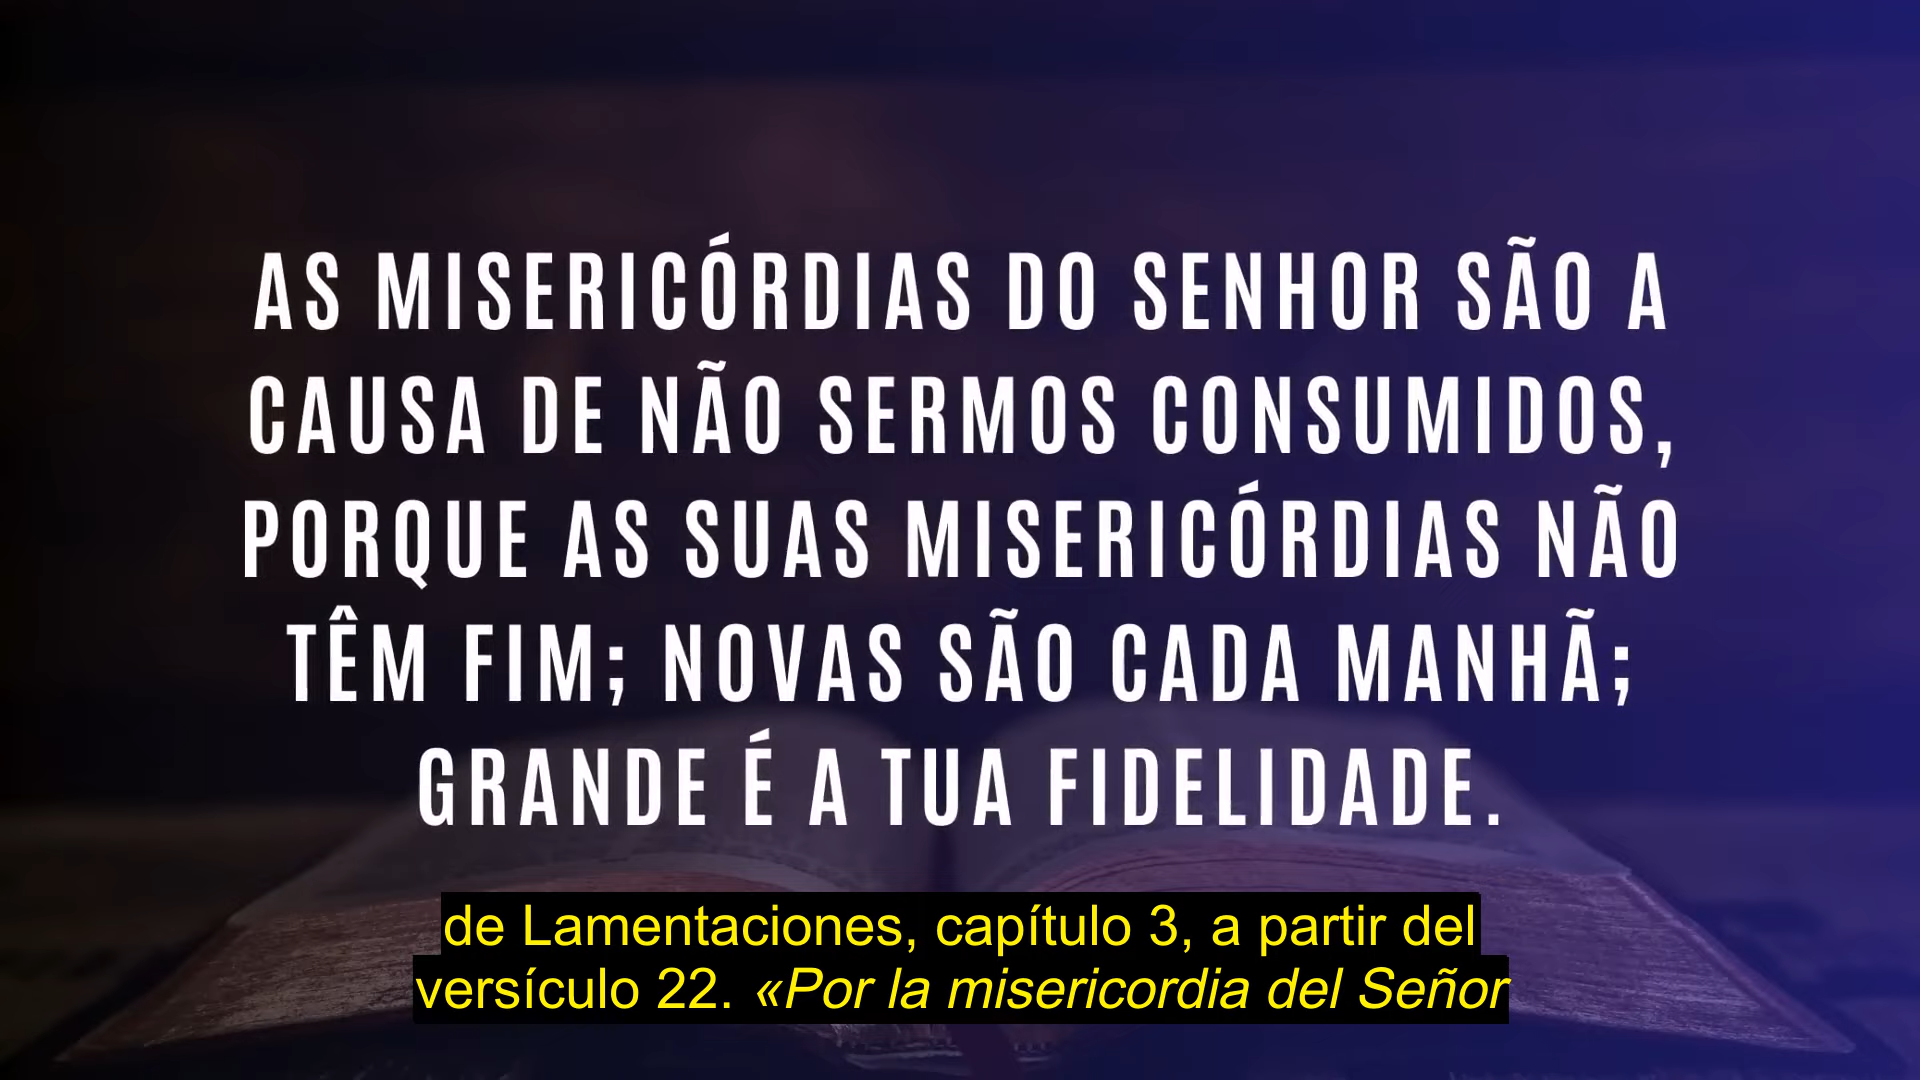 AS MISERICÓRDIAS DO SENHOR SÃO A
CAUSA DE NÃO SERMOS CONSUMIDOS,
PORQUE AS SUAS MISERICÓRDIAS NÃO
TÊM FIM; NOVAS SÃO CADA MANHÃ;
GRANDE É A TUA FIDELIDADE.
de Lamentaciones, capítulo 3, a partir del
versículo 22. «Por la misericordia del Señor